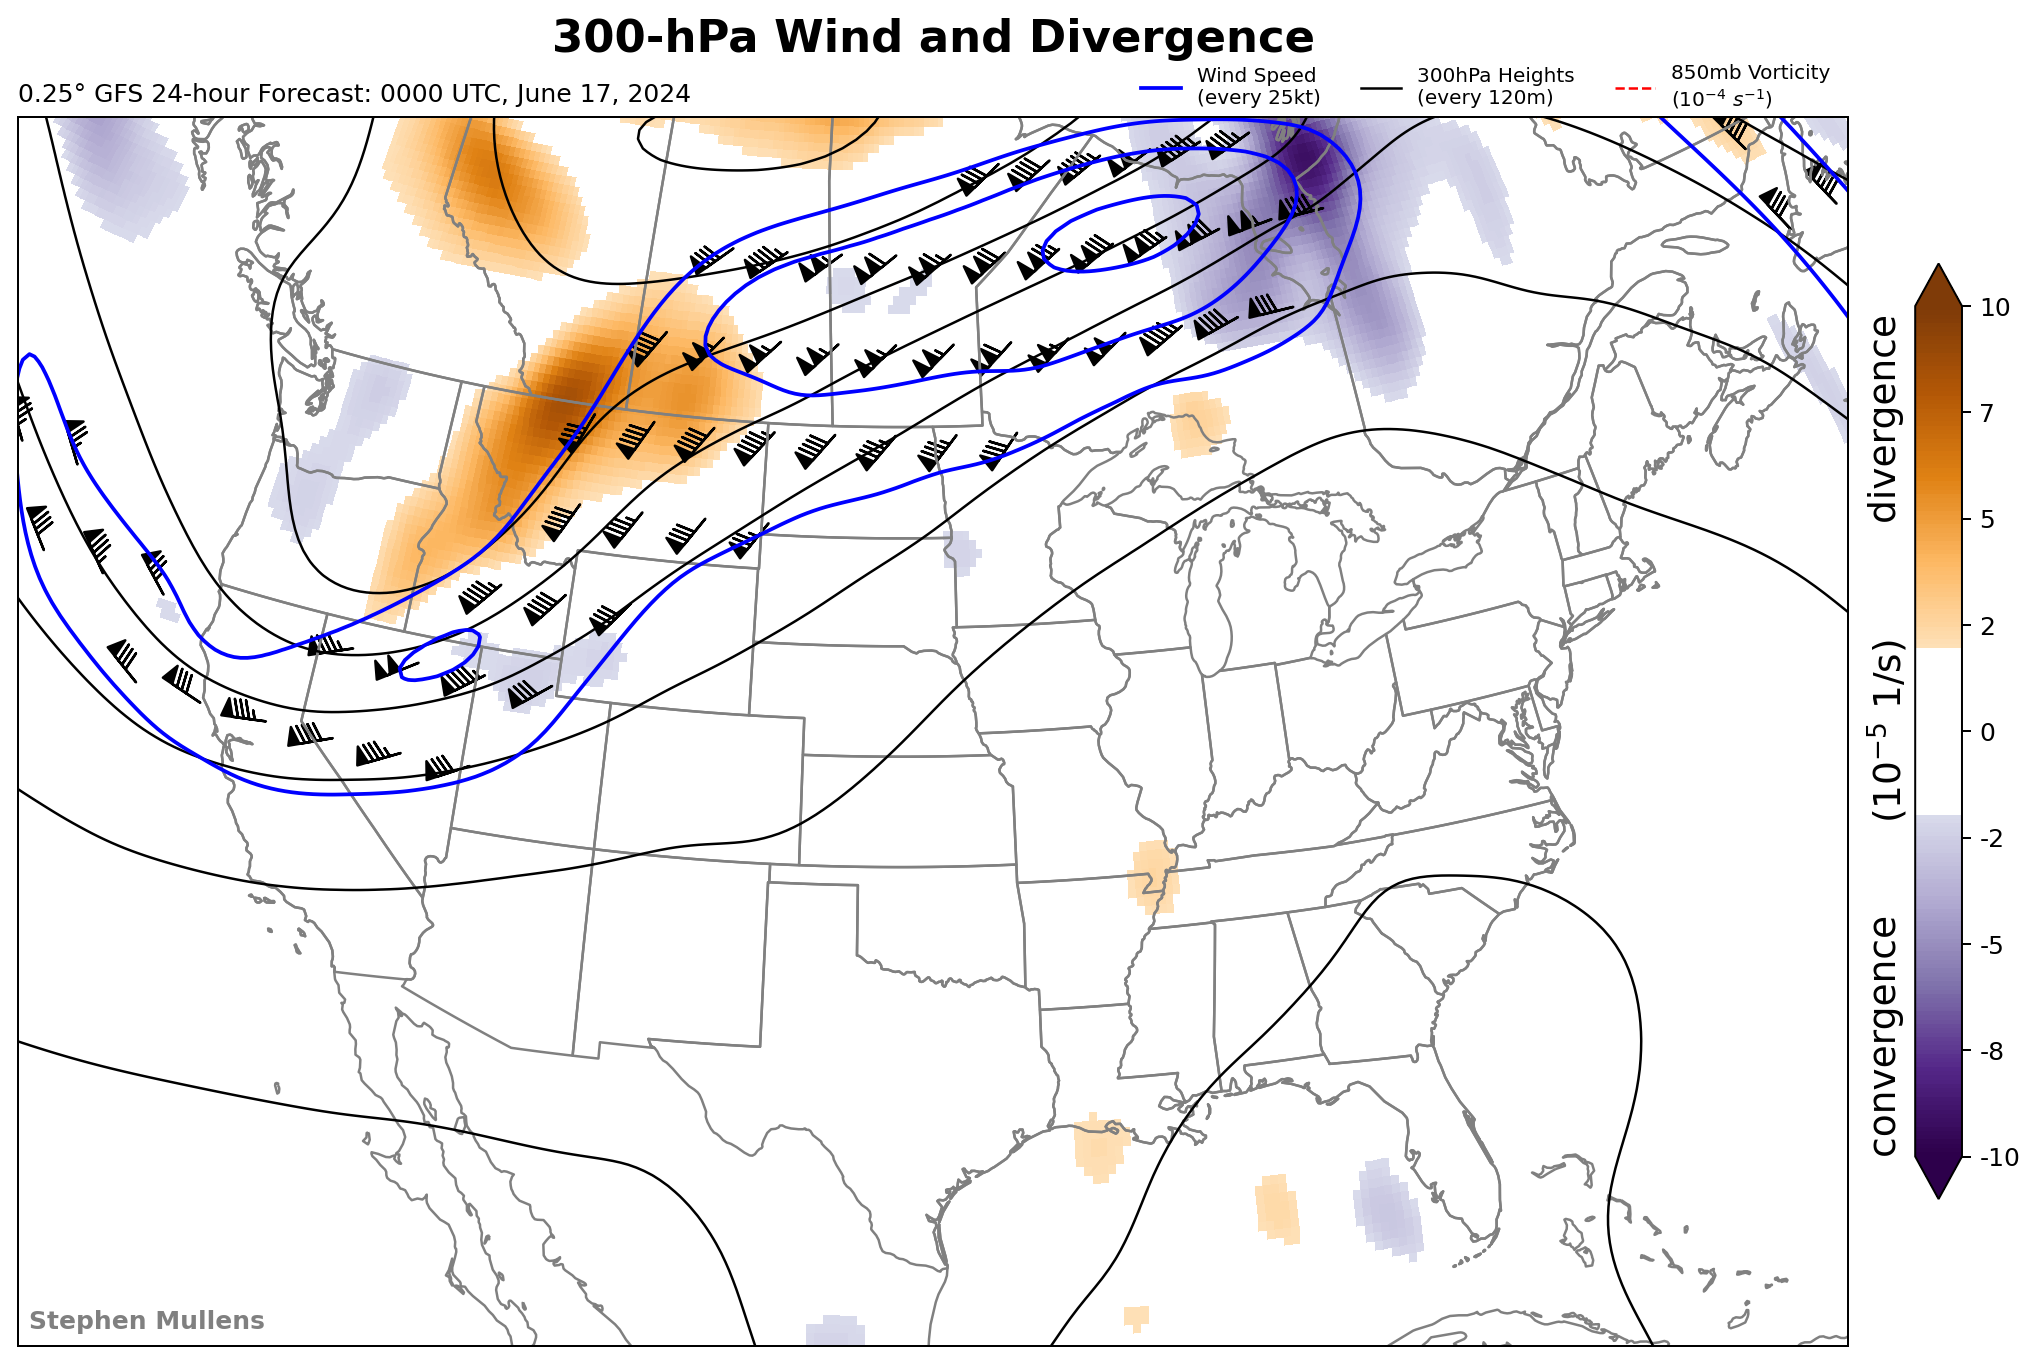 300-hPa Wind and Divergence
0.25° GFS 24-hour Forecast: 0000 UTC, June 17, 2024
Wind Speed
(every 25kt)
300hPa Heights
(every 120m)
850mb Vorticity
(10⁻⁴ s⁻¹)
10
7
5
2
0
-2
-5
-8
-10
convergence (10⁻⁵ 1/s) divergence
Stephen Mullens